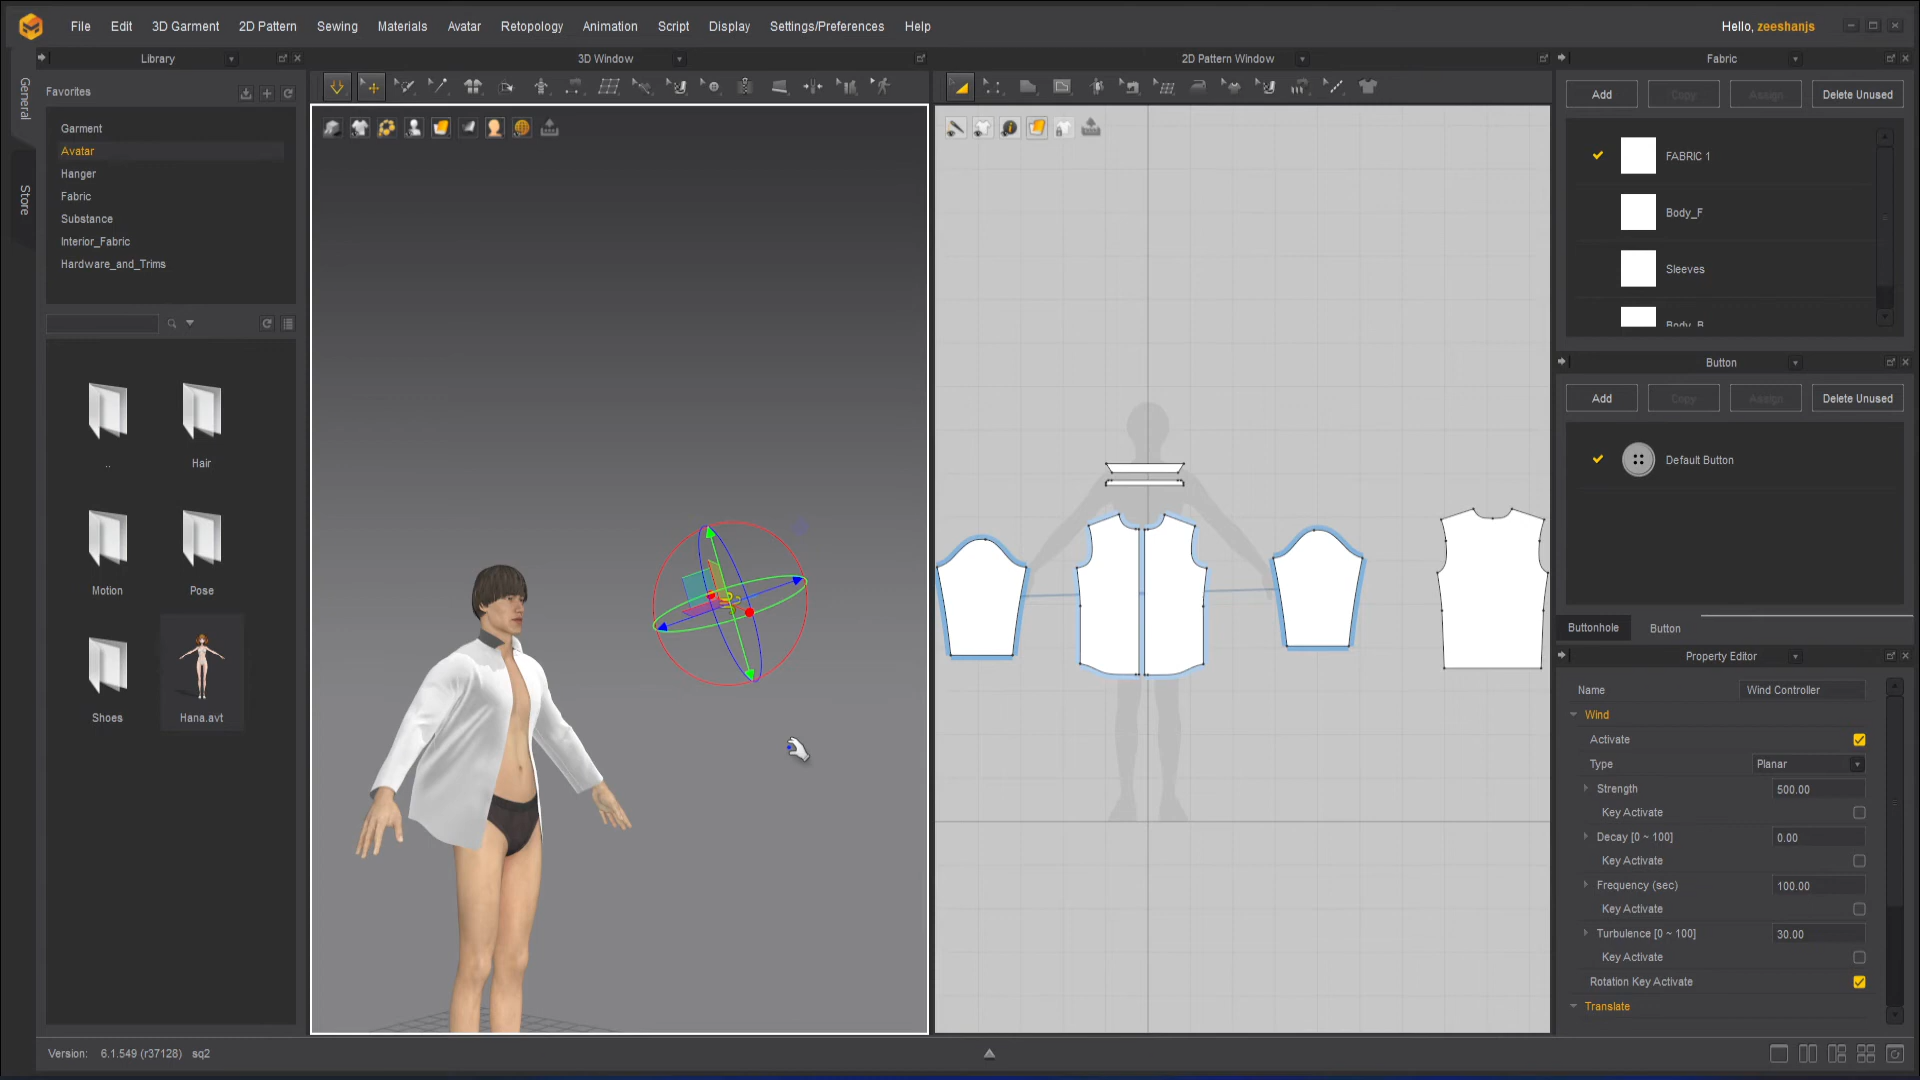 File Edit 3D Garment 2D Pattern Sewing Materials Avatar Retopology Animation Script Display Settings/Preferences Help
Hello, zeeshanjs
Library
3D Window
2D Pattern Window
Fabric
General
Store
Favorites
Garment
Avatar
Hanger
Fabric
Substance
Interior_Fabric
Hardware_and_Trims
..
Hair
Motion
Pose
Shoes
Hana.avt
Add Copy Assign Delete Unused
FABRIC 1
Body_F
Sleeves
Body_B
Button
Add Copy Assign Delete Unused
Default Button
Buttonhole Button
Property Editor
Name Wind Controller
Wind
Activate
Type Planar
Strength 500.00
Key Activate
Decay [0 ~ 100] 0.00
Key Activate
Frequency (sec) 100.00
Key Activate
Turbulence [0 ~ 100] 30.00
Key Activate
Rotation Key Activate
Translate
Version: 6.1.549 (r37128) sq2